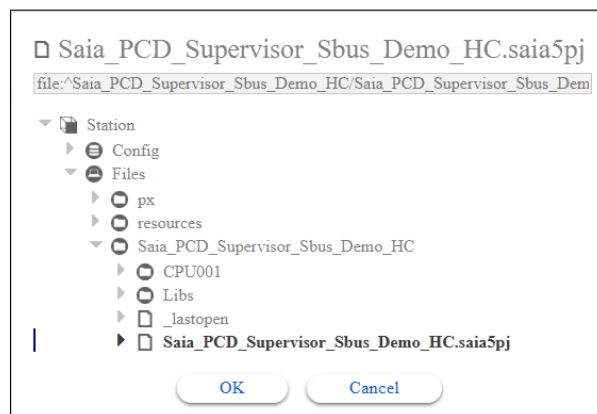 Saia_PCD_Supervisor_Sbus_Demo_HC.saia5pj
file:^Saia_PCD_Supervisor_Sbus_Demo_HC/Saia_PCD_Supervisor_Sbus_Dem
Station
Config
Files
px
resources
Saia_PCD_Supervisor_Sbus_Demo_HC
CPU001
Libs
_lastopen
Saia_PCD_Supervisor_Sbus_Demo_HC.saia5pj
OK Cancel